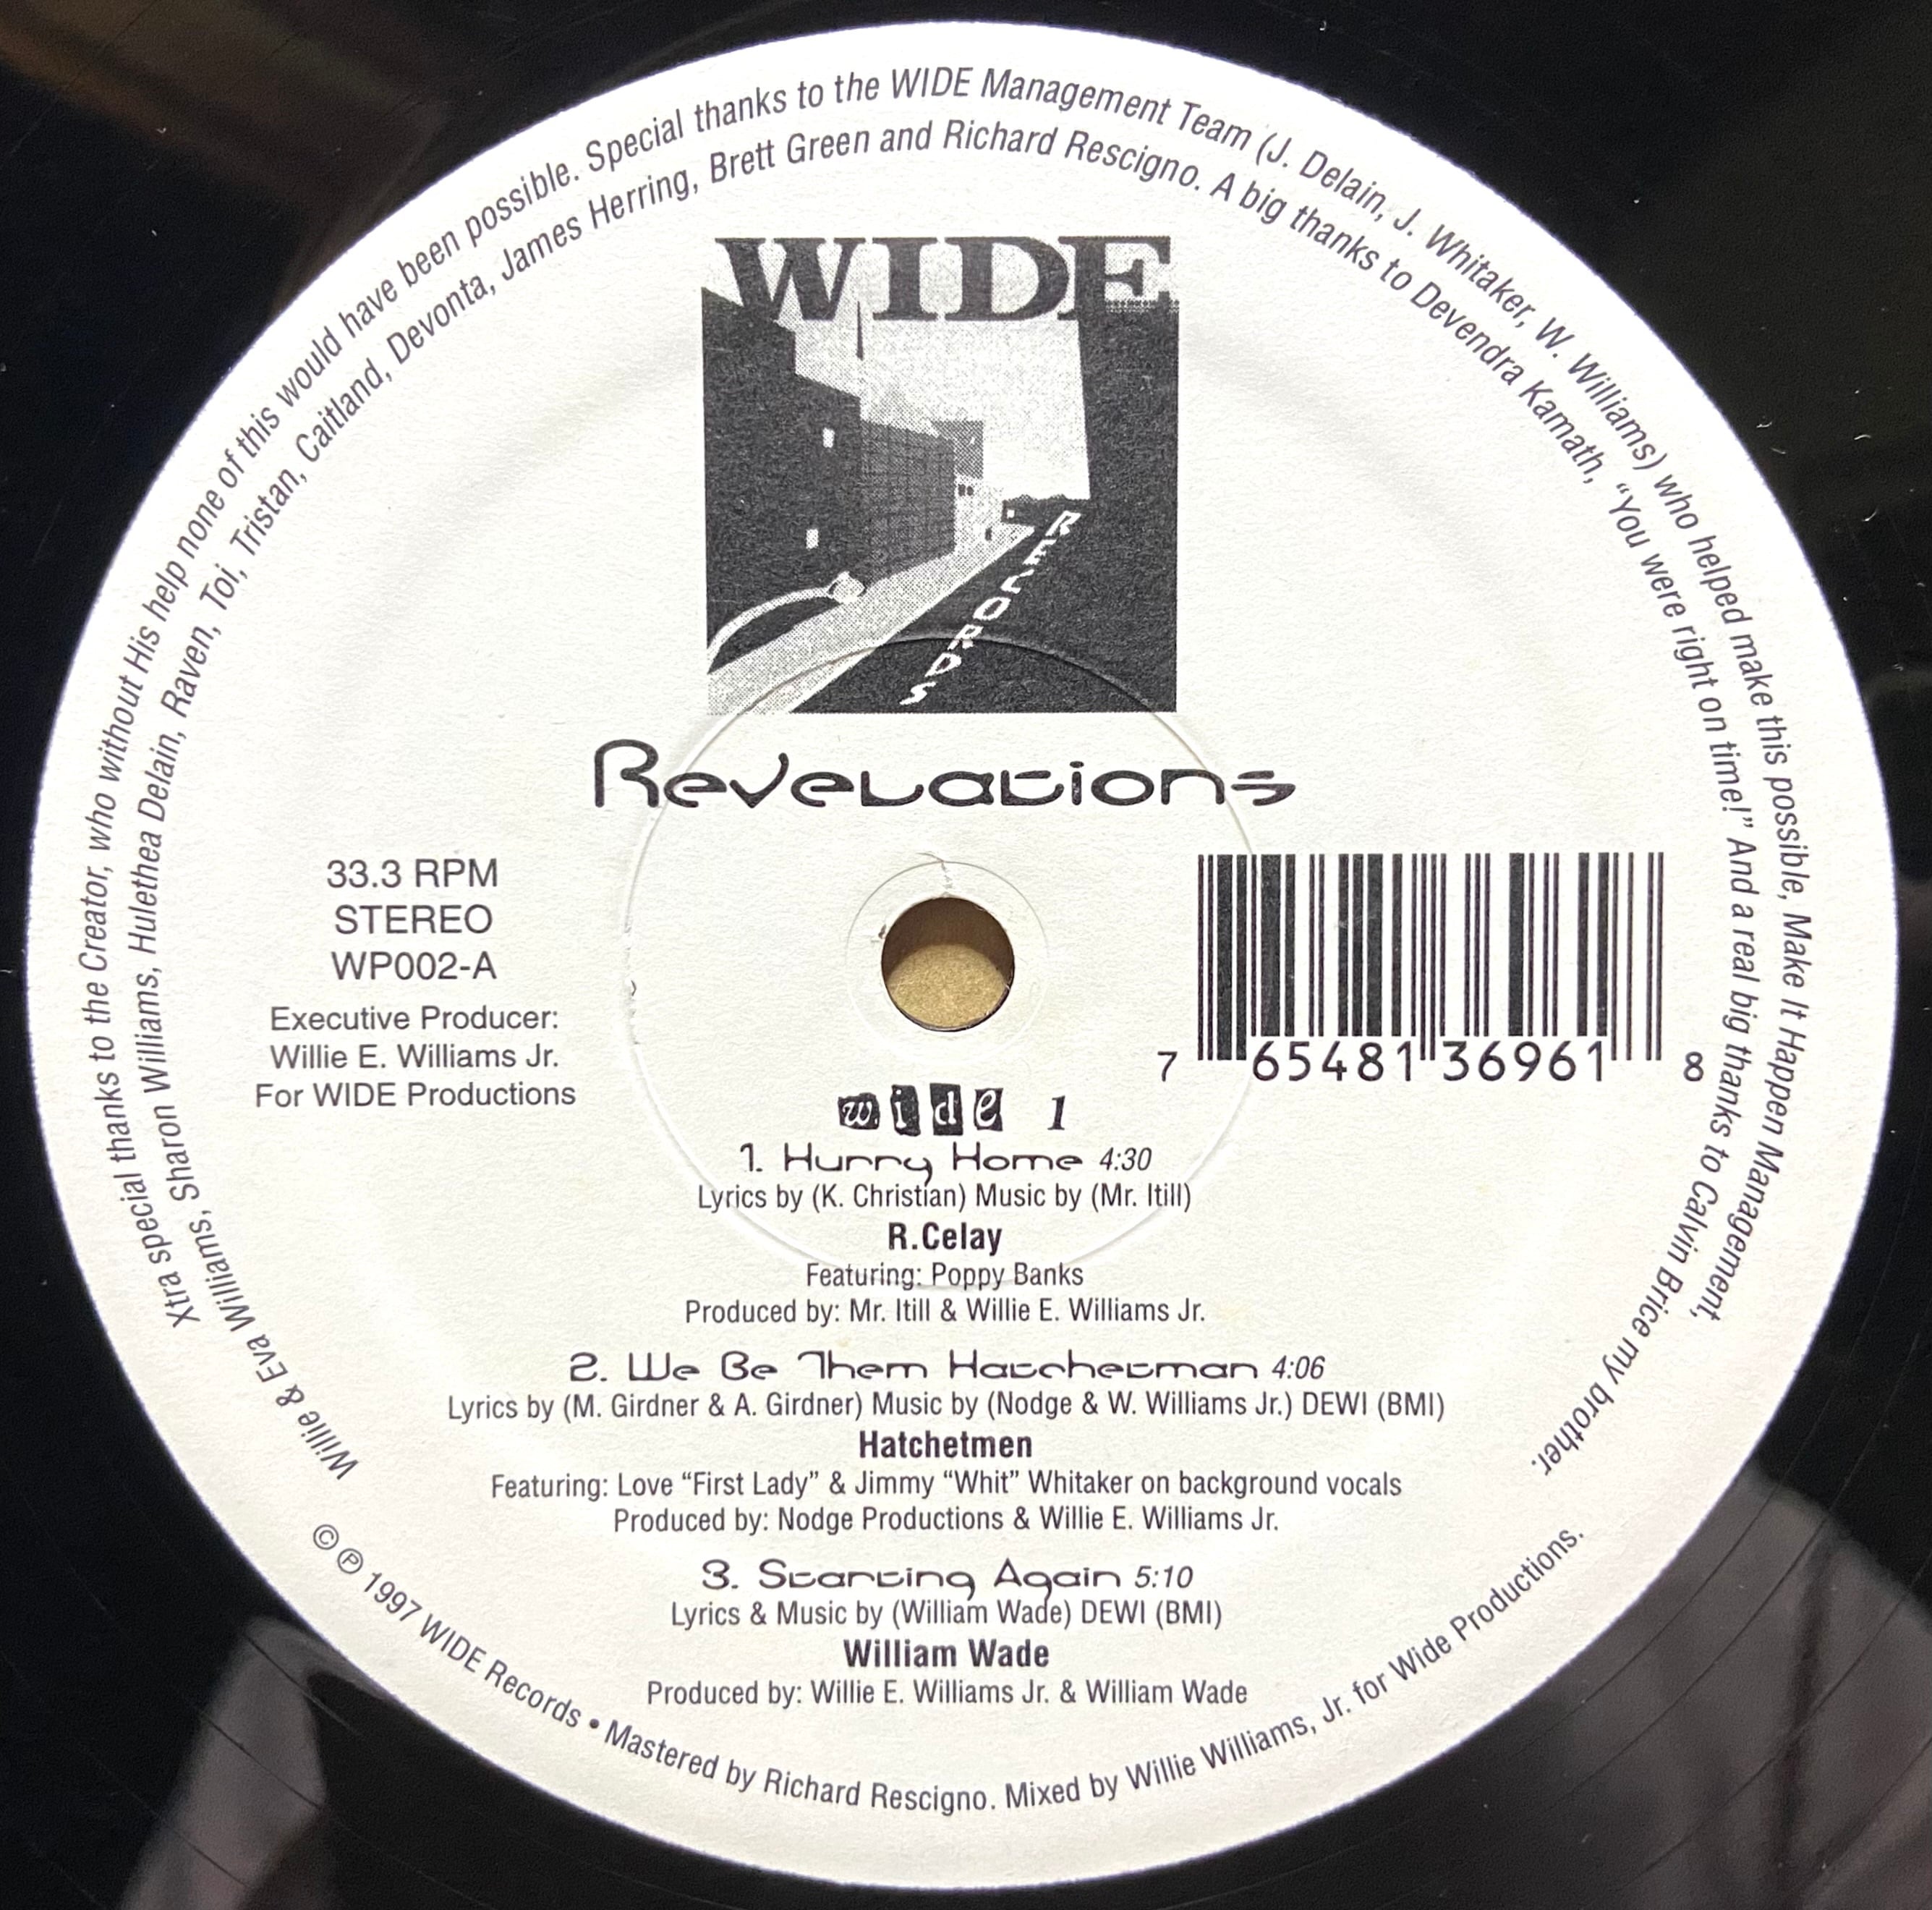 Xtra special thanks to the Creator, who without His help none of this would have been possible. Special thanks to the WIDE Management Team (J. Delain, J. Whitaker, W. Williams) who helped make this possible, Make It Happen Management,
Willie & Eva Williams, Sharon Williams, Hulethea Delain, Raven, Toi, Tristan, Caitland, Devonta, James Herring, Brett Green and Richard Rescigno. A big thanks to Devendra Kamath, “You were right on time!” And a real big thanks to Calvin Brice my brother.
WIDE
RECORDS
Revelations
33.3 RPM
STEREO
WP002-A
Executive Producer:
Willie E. Williams Jr.
For WIDE Productions
7 65481 36961 8
wide 1
1. Hurry Home 4:30
Lyrics by (K. Christian) Music by (Mr. Itill)
R.Celay
Featuring: Poppy Banks
Produced by: Mr. Itill & Willie E. Williams Jr.
2. We Be Them Hatchetman 4:06
Lyrics by (M. Girdner & A. Girdner) Music by (Nodge & W. Williams Jr.) DEWI (BMI)
Hatchetmen
Featuring: Love “First Lady” & Jimmy “Whit” Whitaker on background vocals
Produced by: Nodge Productions & Willie E. Williams Jr.
3. Starting Again 5:10
Lyrics & Music by (William Wade) DEWI (BMI)
William Wade
Produced by: Willie E. Williams Jr. & William Wade
© ℗ 1997 WIDE Records • Mastered by Richard Rescigno. Mixed by Willie Williams, Jr. for Wide Productions.